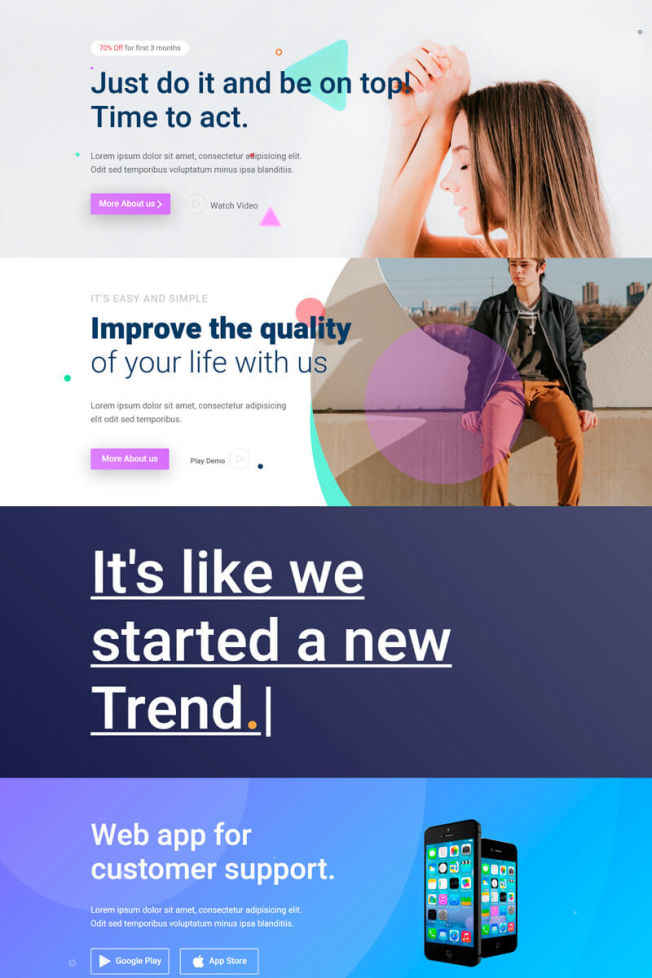 70% Off for first 3 months
Just do it and be on top!
Time to act.
Lorem ipsum dolor sit amet, consectetur adipisicing elit.
Odit sed temporibus voluptatum minus ipsa blanditiis.
More About us
Watch Video
IT'S EASY AND SIMPLE
Improve the quality
of your life with us
Lorem ipsum dolor sit amet, consectetur adipisicing
elit odit sed temporibus.
More About us
Play Demo
It's like we
started a new
Trend.|
Web app for
customer support.
Lorem ipsum dolor sit amet, consectetur adipisicing elit.
Odit sed temporibus voluptatum minus ipsa blanditiis.
Google Play
App Store